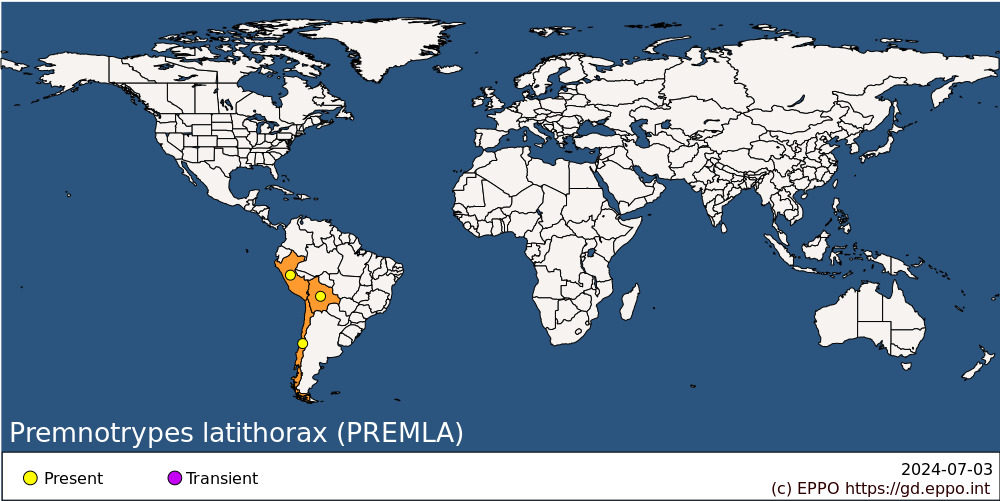 Premnotrypes latithorax (PREMLA)
Present
Transient
2024-07-03
(c) EPPO https://gd.eppo.int